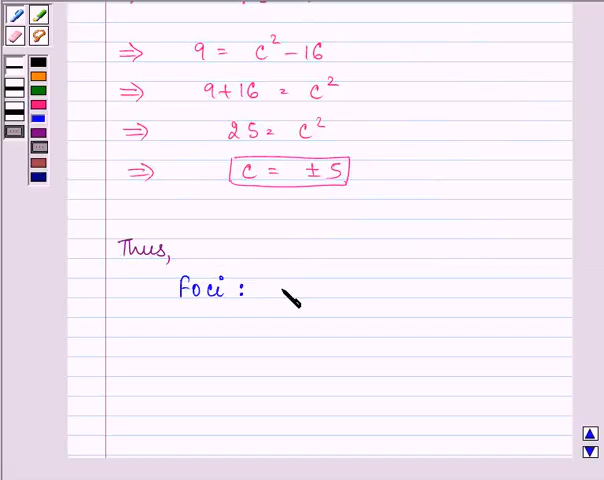 ⇒ 9 = c² − 16
⇒ 9 + 16 = c²
⇒ 25 = c²
⇒ c = ± 5
Thus,
Foci :